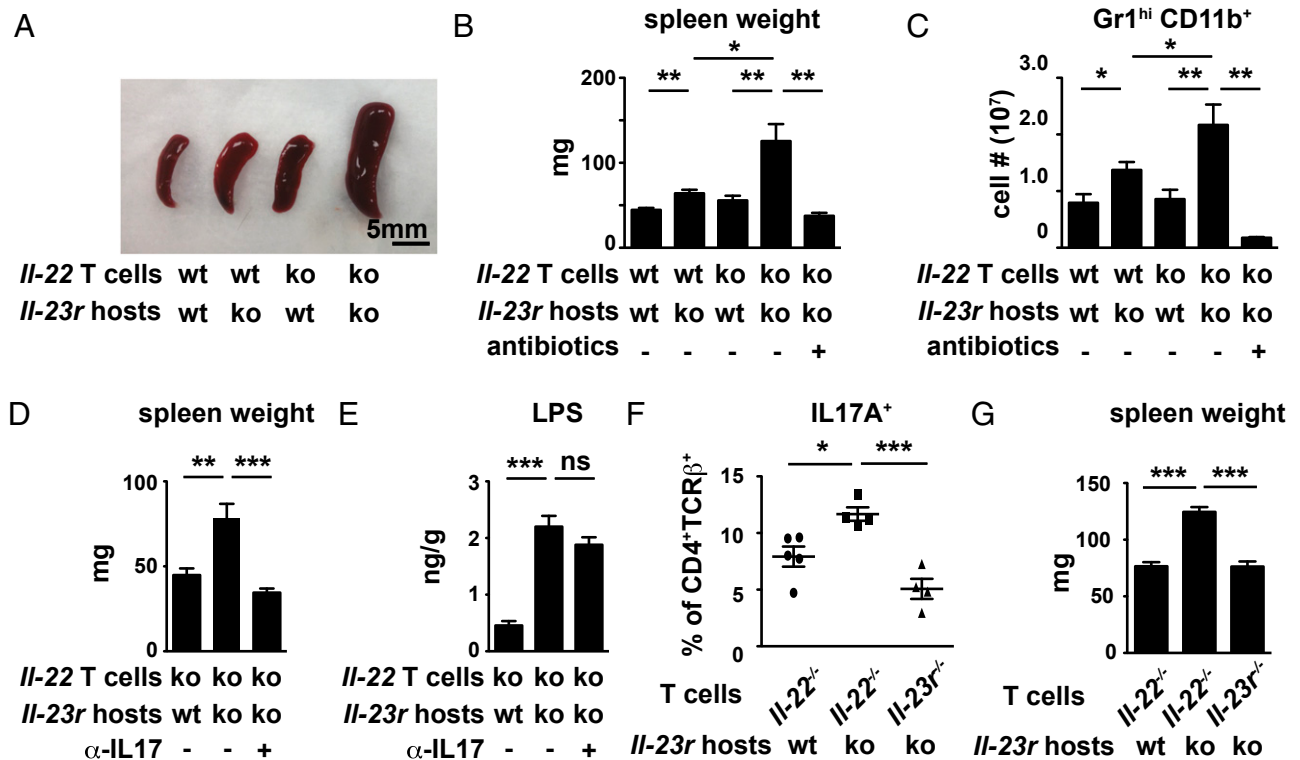 A
5mm
Il-22 T cells wt wt ko ko
Il-23r hosts wt ko wt ko
B
spleen weight
* 
** ** **
200
100
0
mg
Il-22 T cells wt wt ko ko ko
Il-23r hosts wt ko wt ko ko
antibiotics - - - - +
C
Gr1hi CD11b+
*
* ** **
3.0
2.0
1.0
0
cell # (10⁷)
Il-22 T cells wt wt ko ko ko
Il-23r hosts wt ko wt ko ko
antibiotics - - - - +
D
spleen weight
** ***
100
50
0
mg
Il-22 T cells ko ko ko
Il-23r hosts wt ko ko
α-IL17 - - +
E
LPS
*** ns
3
2
1
0
ng/g
Il-22 T cells ko ko ko
Il-23r hosts wt ko ko
α-IL17 - - +
F
IL17A+
* ***
15
10
5
0
% of CD4+TCRβ+
T cells Il-22-/- Il-22-/- Il-23r-/-
Il-23r hosts wt ko ko
G
spleen weight
*** ***
150
100
50
0
mg
T cells Il-22-/- Il-22-/- Il-23r-/-
Il-23r hosts wt ko ko